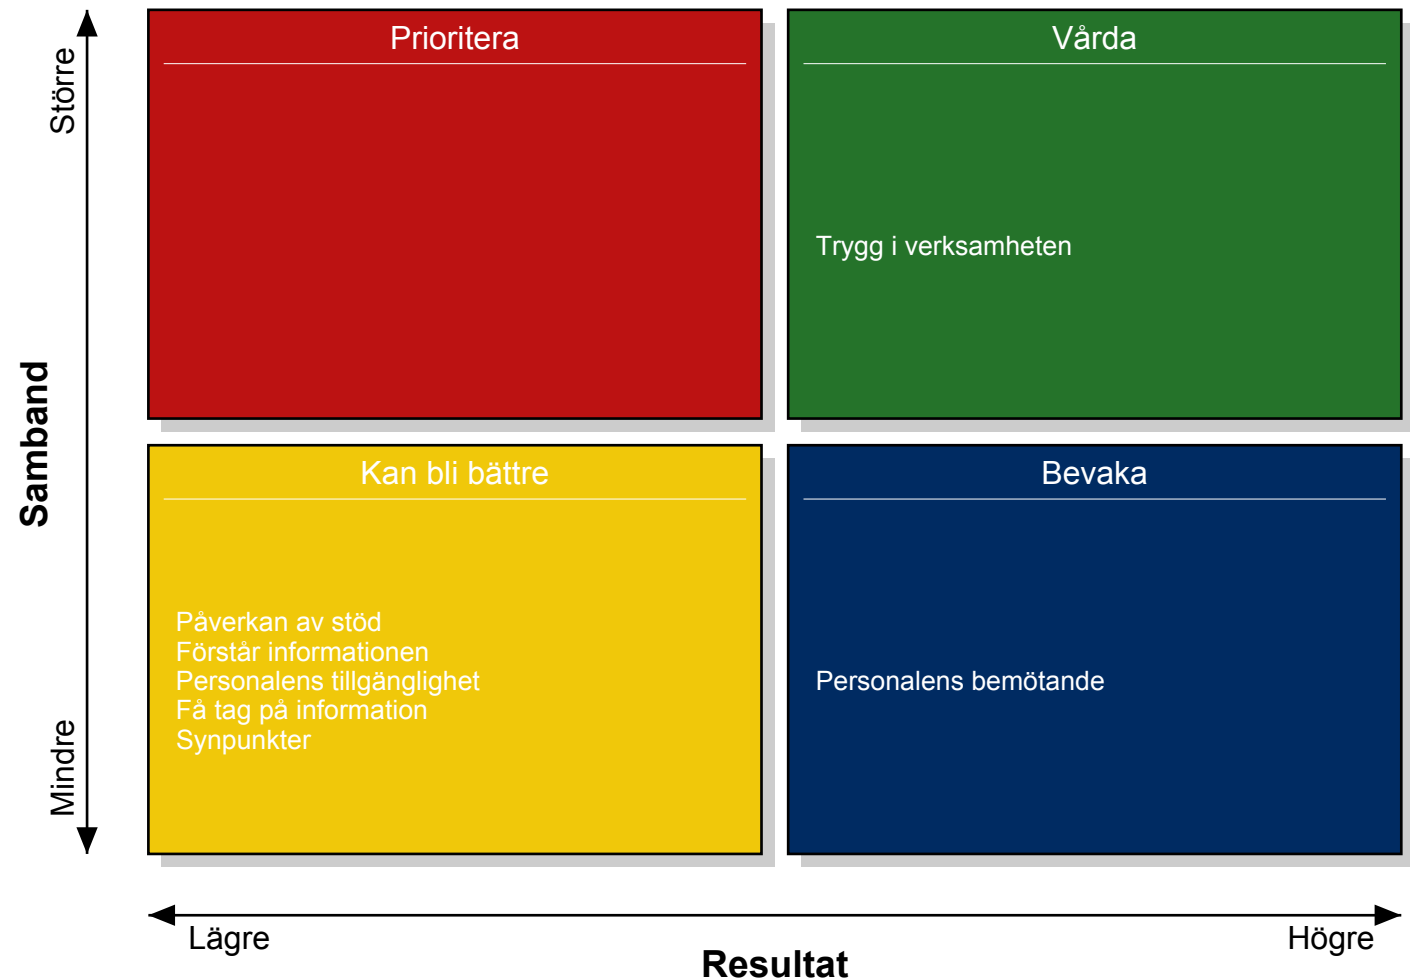 Prioritera
Vårda
Större
Trygg i verksamheten
Samband
Kan bli bättre
Bevaka
Påverkan av stöd
Förstår informationen
Personalens tillgänglighet
Få tag på information
Synpunkter
Personalens bemötande
Mindre
Lägre
Högre
Resultat